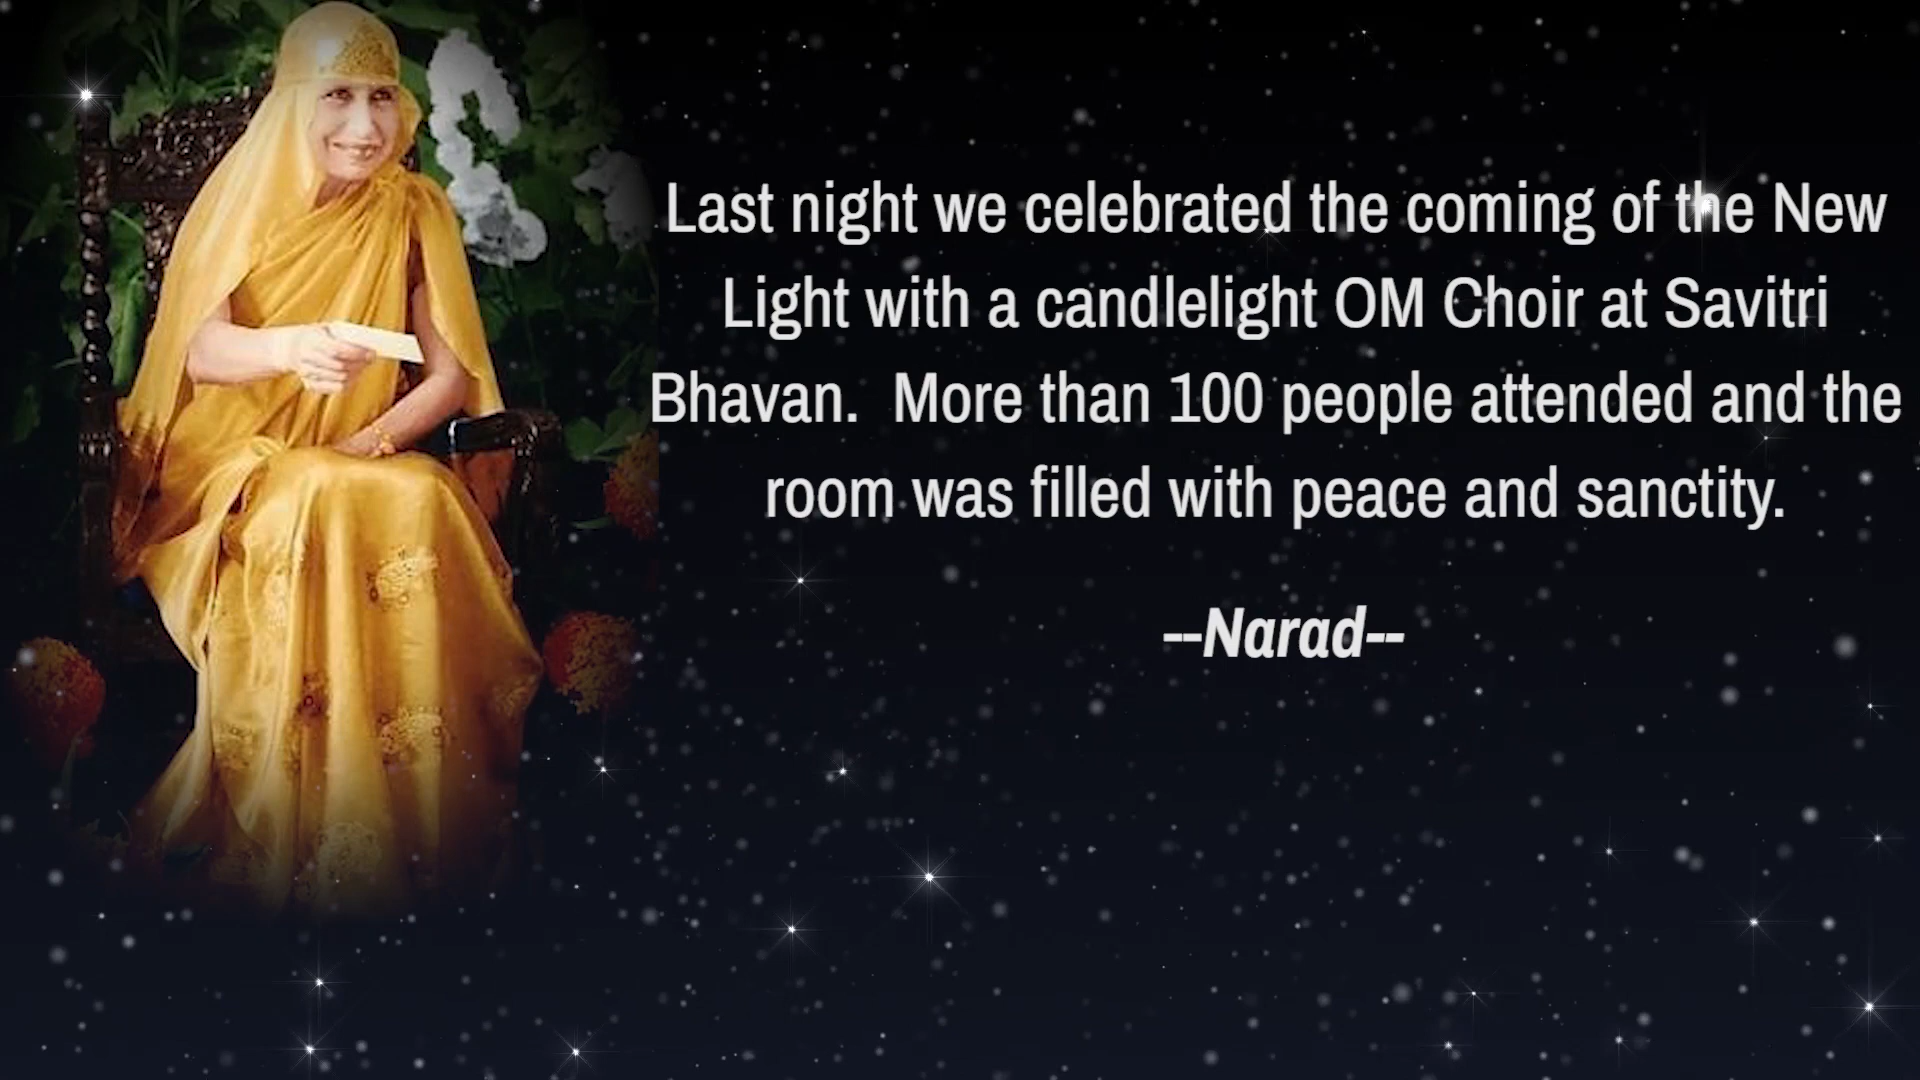 Last night we celebrated the coming of the New
Light with a candlelight OM Choir at Savitri
Bhavan.  More than 100 people attended and the
room was filled with peace and sanctity.
--Narad--